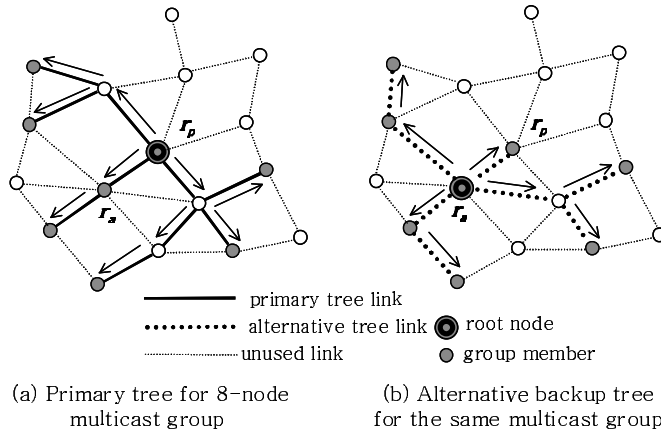 r_p
r_a
r_p
r_a
primary tree link
alternative tree link
unused link
root node
group member
(a) Primary tree for 8-node
multicast group
(b) Alternative backup tree
for the same multicast group